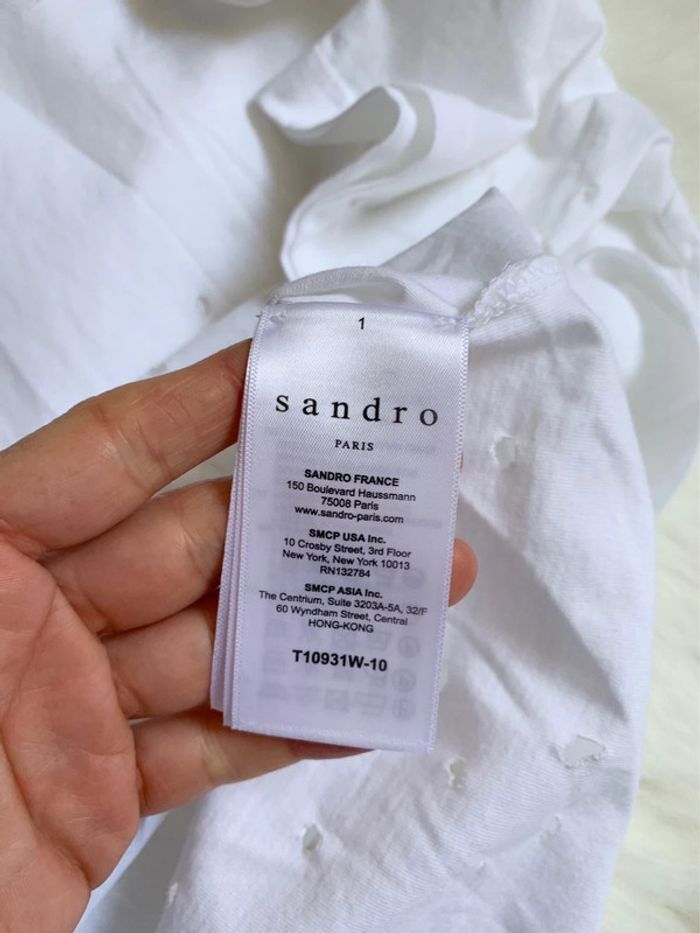 1
sandro
PARIS
SANDRO FRANCE
150 Boulevard Haussmann
75008 Paris
www.sandro-paris.com
SMCP USA Inc.
10 Crosby Street, 3rd Floor
New York, New York 10013
RN132784
SMCP ASIA Inc.
The Centrium, Suite 3203A-5A, 32/F
60 Wyndham Street, Central
HONG-KONG
T10931W-10